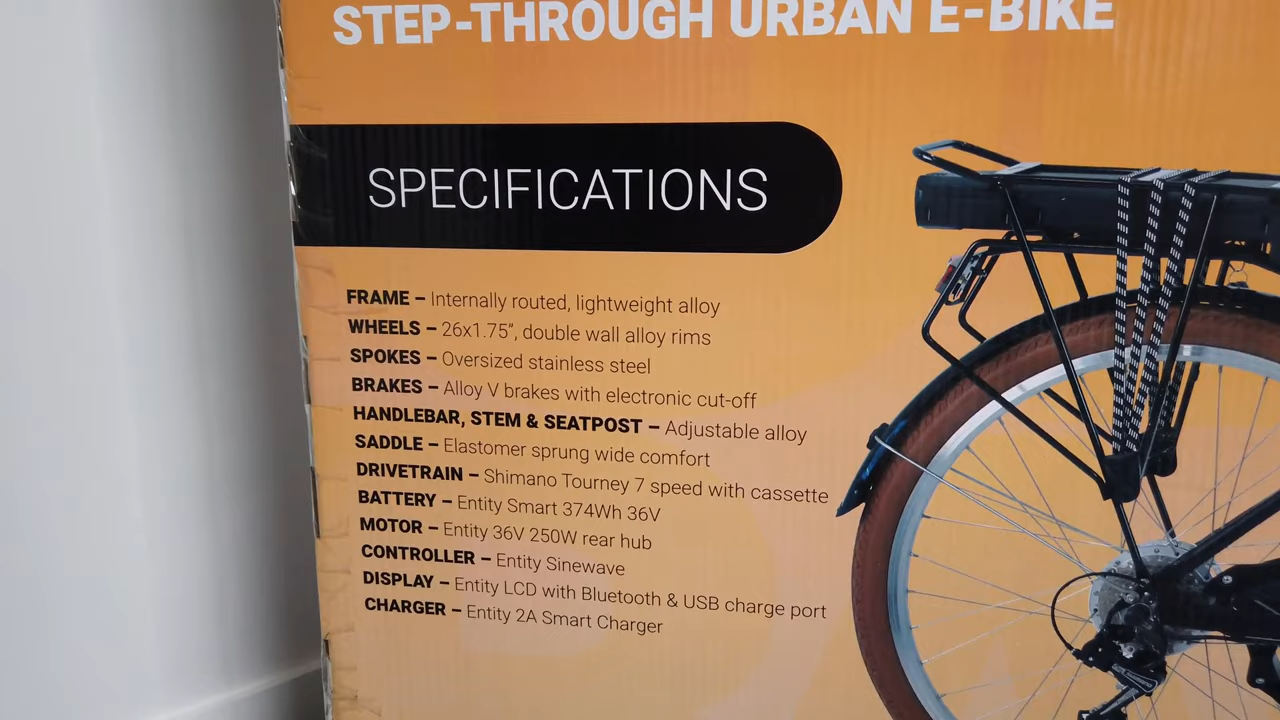 STEP-THROUGH URBAN E-BIKE
SPECIFICATIONS
FRAME – Internally routed, lightweight alloy
WHEELS – 26x1.75”, double wall alloy rims
SPOKES – Oversized stainless steel
BRAKES – Alloy V brakes with electronic cut-off
HANDLEBAR, STEM & SEATPOST – Adjustable alloy
SADDLE – Elastomer sprung wide comfort
DRIVETRAIN – Shimano Tourney 7 speed with cassette
BATTERY – Entity Smart 374Wh 36V
MOTOR – Entity 36V 250W rear hub
CONTROLLER – Entity Sinewave
DISPLAY – Entity LCD with Bluetooth & USB charge port
CHARGER – Entity 2A Smart Charger